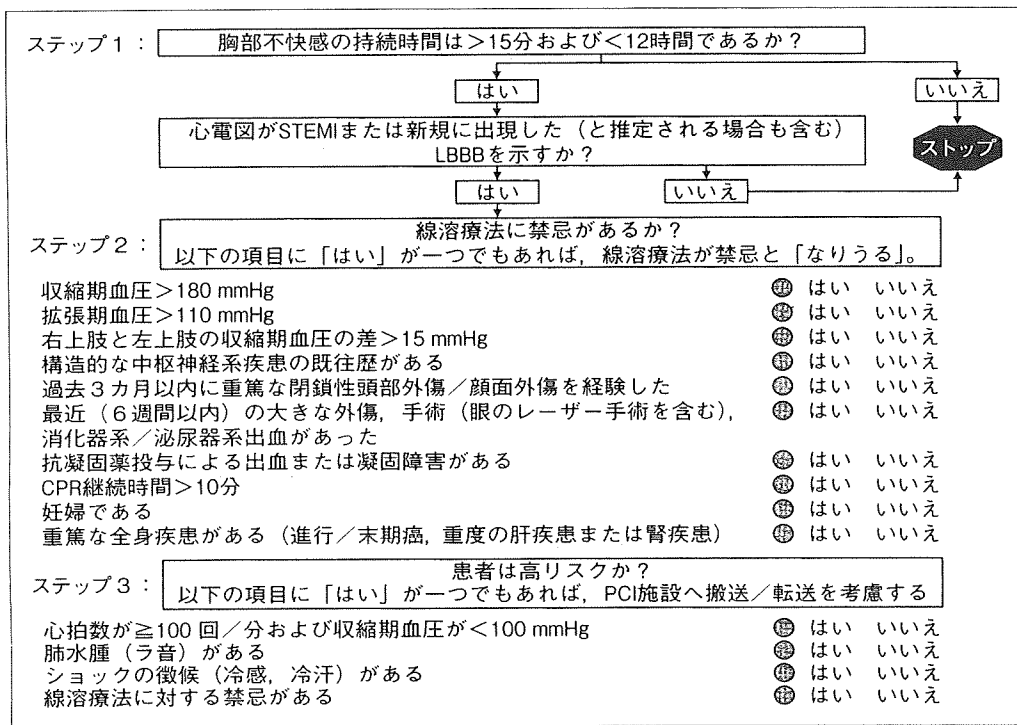 ステップ1： 胸部不快感の持続時間は>15分および<12時間であるか？
はい いいえ
心電図がSTEMIまたは新規に出現した（と推定される場合も含む）
LBBBを示すか？
ストップ
はい いいえ
ステップ2： 線溶療法に禁忌があるか？
以下の項目に「はい」が一つでもあれば，線溶療法が禁忌と「なりうる」。
収縮期血圧>180 mmHg はい いいえ
拡張期血圧>110 mmHg はい いいえ
右上肢と左上肢の収縮期血圧の差>15 mmHg はい いいえ
構造的な中枢神経系疾患の既往歴がある はい いいえ
過去3カ月以内に重篤な閉鎖性頭部外傷／顔面外傷を経験した はい いいえ
最近（6週間以内）の大きな外傷，手術（眼のレーザー手術を含む）， はい いいえ
消化器系／泌尿器系出血があった
抗凝固薬投与による出血または凝固障害がある はい いいえ
CPR継続時間>10分 はい いいえ
妊婦である はい いいえ
重篤な全身疾患がある（進行／末期癌，重度の肝疾患または腎疾患） はい いいえ
ステップ3： 患者は高リスクか？
以下の項目に「はい」が一つでもあれば，PCI施設へ搬送／転送を考慮する
心拍数が≧100 回／分および収縮期血圧が<100 mmHg はい いいえ
肺水腫（ラ音）がある はい いいえ
ショックの徴候（冷感，冷汗）がある はい いいえ
線溶療法に対する禁忌がある はい いいえ